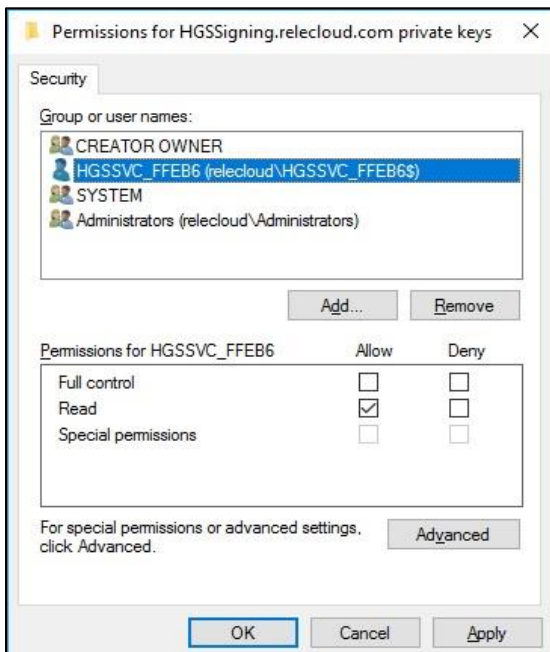 Permissions for HGSSigning.relecloud.com private keys
Security
Group or user names:
CREATOR OWNER
HGSSVC_FFEB6 (relecloud\HGSSVC_FFEB6$)
SYSTEM
Administrators (relecloud\Administrators)
Add... Remove
Permissions for HGSSVC_FFEB6 Allow Deny
Full control
Read
Special permissions
For special permissions or advanced settings,
click Advanced.
Advanced
OK Cancel Apply